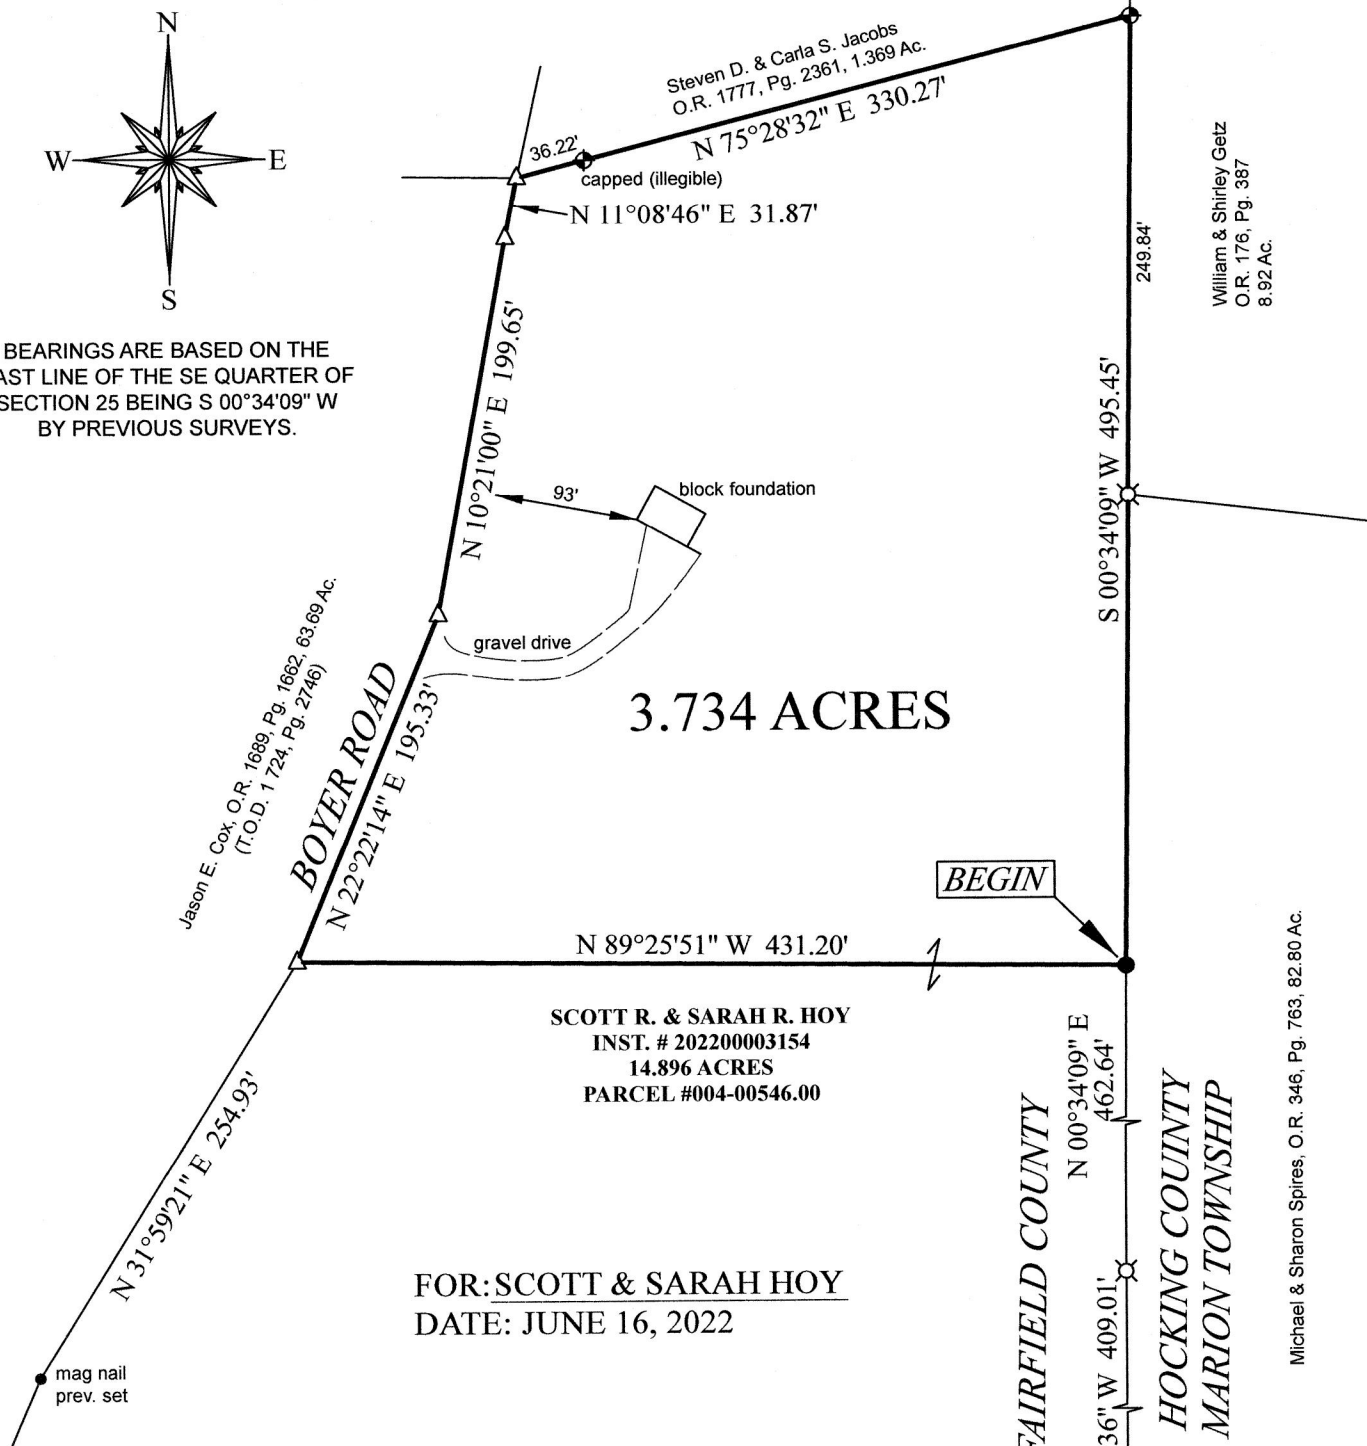 N
W
E
S
BEARINGS ARE BASED ON THE
AST LINE OF THE SE QUARTER OF
SECTION 25 BEING S 00°34'09" W
BY PREVIOUS SURVEYS.
Steven D. & Carla S. Jacobs
O.R. 1777, Pg. 2361, 1.369 Ac.
N 75°28'32" E 330.27'
36.22'
capped (illegible)
N 11°08'46" E 31.87'
William & Shirley Getz
O.R. 176, Pg. 387
8.92 Ac.
249.84'
S 00°34'09" W 495.45'
N 10°21'00" E 199.65'
93'
block foundation
gravel drive
Jason E. Cox, O.R. 1689, Pg. 1662, 63.69 Ac.
(T.O.D. 1 724, Pg. 2746)
BOYER ROAD
N 22°22'14" E 195.33'
3.734 ACRES
BEGIN
N 89°25'51" W 431.20'
SCOTT R. & SARAH R. HOY
INST. # 202200003154
14.896 ACRES
PARCEL #004-00546.00
N 00°34'09" E
462.64'
N 31°59'21" E 254.93'
FOR: SCOTT & SARAH HOY
DATE: JUNE 16, 2022
mag nail
prev. set
FAIRFIELD COUNTY
36" W 409.01'
HOCKING COUINTY
MARION TOWNSHIP
Michael & Sharon Spires, O.R. 346, Pg. 763, 82.80 Ac.